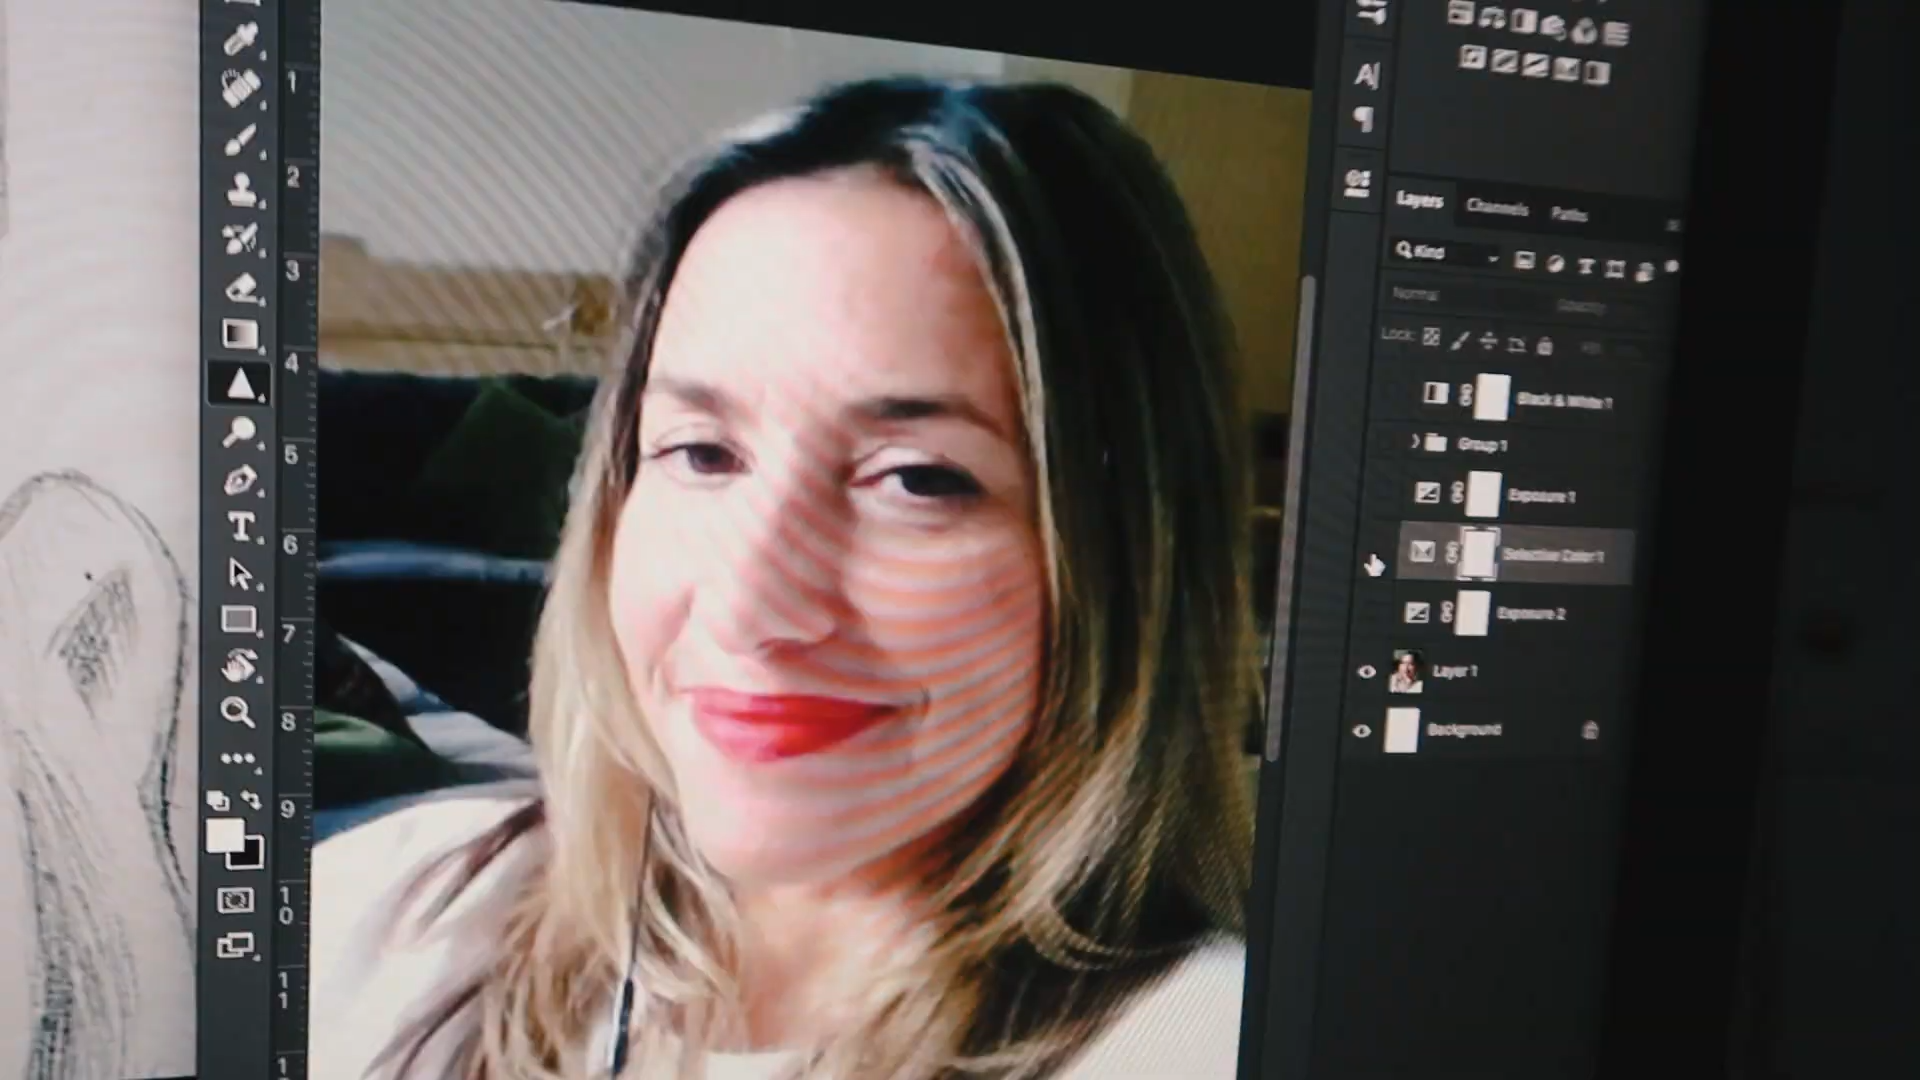 1
2
3
4
5
6
7
8
9
10
11
A
¶
T
Layers Channels Paths
Kind
Normal Opacity
Lock:
Black & White 1
Group 1
Exposure 1
Selective Color 1
Exposure 2
Layer 1
Background